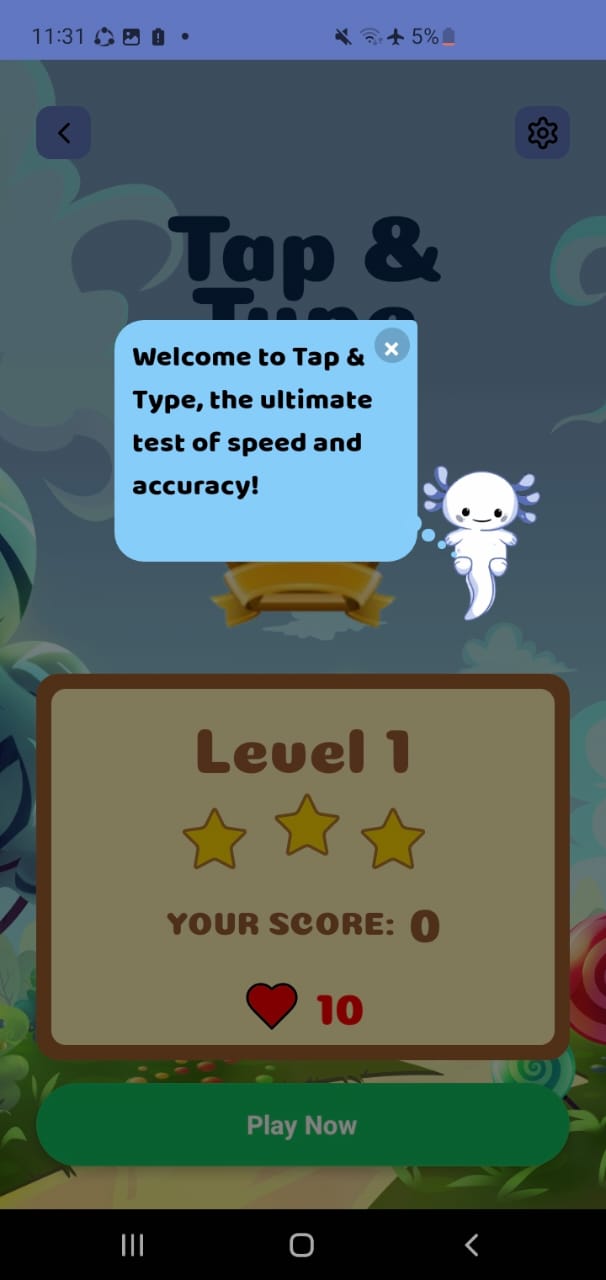 11:31
5%
Tap &
Type
Welcome to Tap &
Type, the ultimate
test of speed and
accuracy!
Level 1
YOUR SCORE: 0
10
Play Now